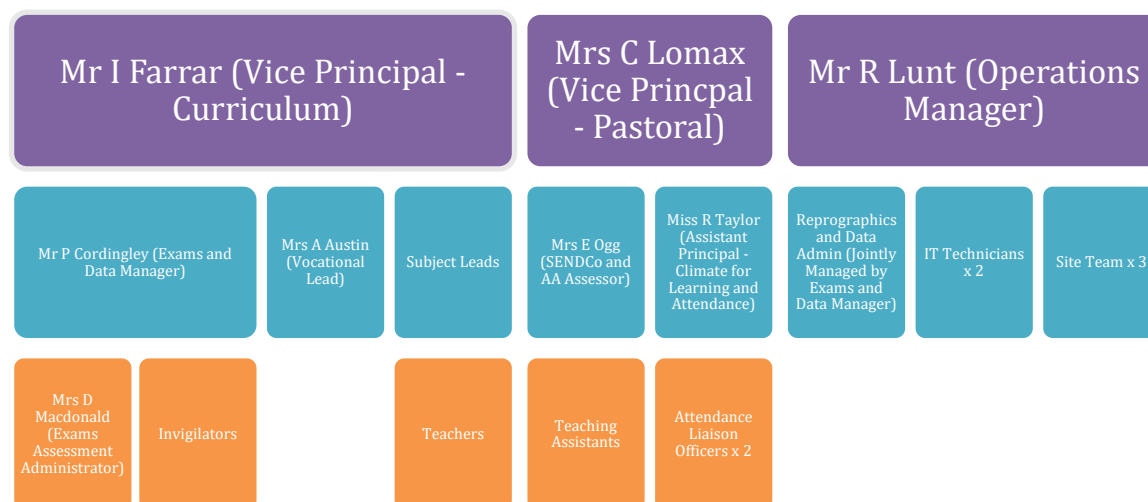 Mr I Farrar (Vice Principal -
Curriculum)
Mrs C Lomax
(Vice Princpal
- Pastoral)
Mr R Lunt (Operations
Manager)
Mr P Cordingley (Exams and
Data Manager)
Mrs A Austin
(Vocational
Lead)
Subject Leads
Mrs E Ogg
(SENDCo and
AA Assessor)
Miss R Taylor
(Assistant
Principal -
Climate for
Learning and
Attendance)
Reprographics
and Data
Admin (Jointly
Managed by
Exams and
Data Manager)
IT Technicians
x 2
Site Team x 3
Mrs D
Macdonald
(Exams
Assessment
Administrator)
Invigilators
Teachers
Teaching
Assistants
Attendance
Liaison
Officers x 2